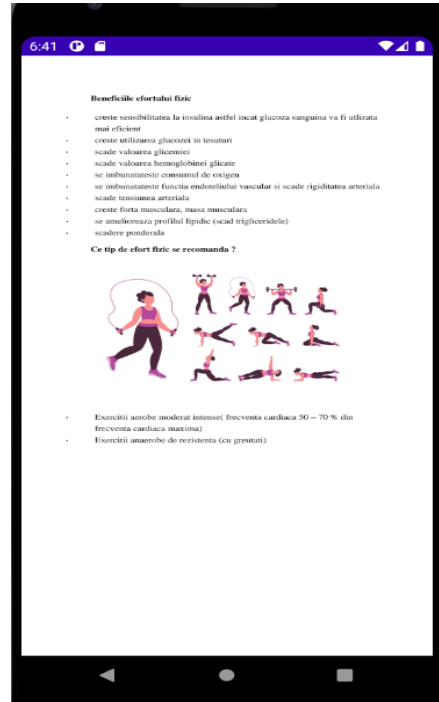 6:41
Beneficiile efortului fizic
creste sensibilitatea la insulina astfel incat glucoza sanguina va fi utlizata
mai eficient
creste utilizarea glucozei in tesuturi
scade valoarea glicemiei
scade valoarea hemoglobinei glicate
se imbunatateste consumul de oxigen
se imbunatateste functia endoteliului vascular si scade rigiditatea arteriala
scade tensiunea arteriala
creste forta musculara, masa musculara
se amelioreaza profilul lipidic (scad trigliceridele)
scadere ponderala
Ce tip de efort fizic se recomanda ?
Exercitii aerobe moderat intense( frecventa cardiaca 50 – 70 % din
frecventa cardiaca maxima)
Exercitii anaerobe de rezistenta (cu greutati)